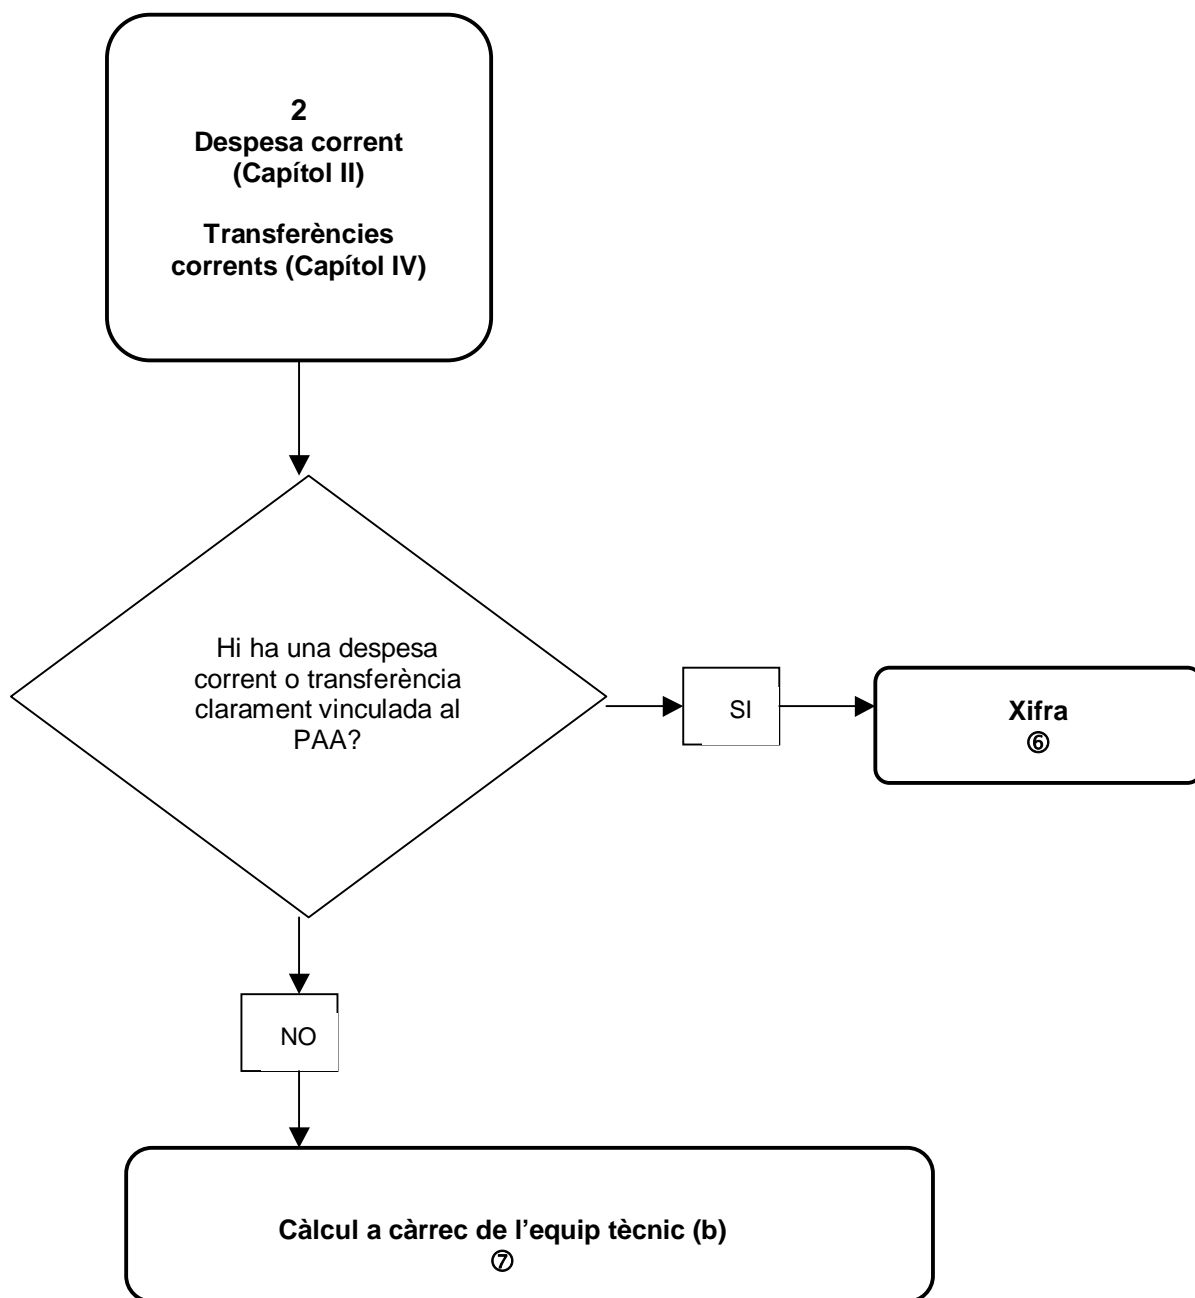 2
Despesa corrent
(Capítol II)
Transferències
corrents (Capítol IV)
Hi ha una despesa
corrent o transferència
clarament vinculada al
PAA?
SI
Xifra
⑥
NO
Càlcul a càrrec de l’equip tècnic (b)
⑦